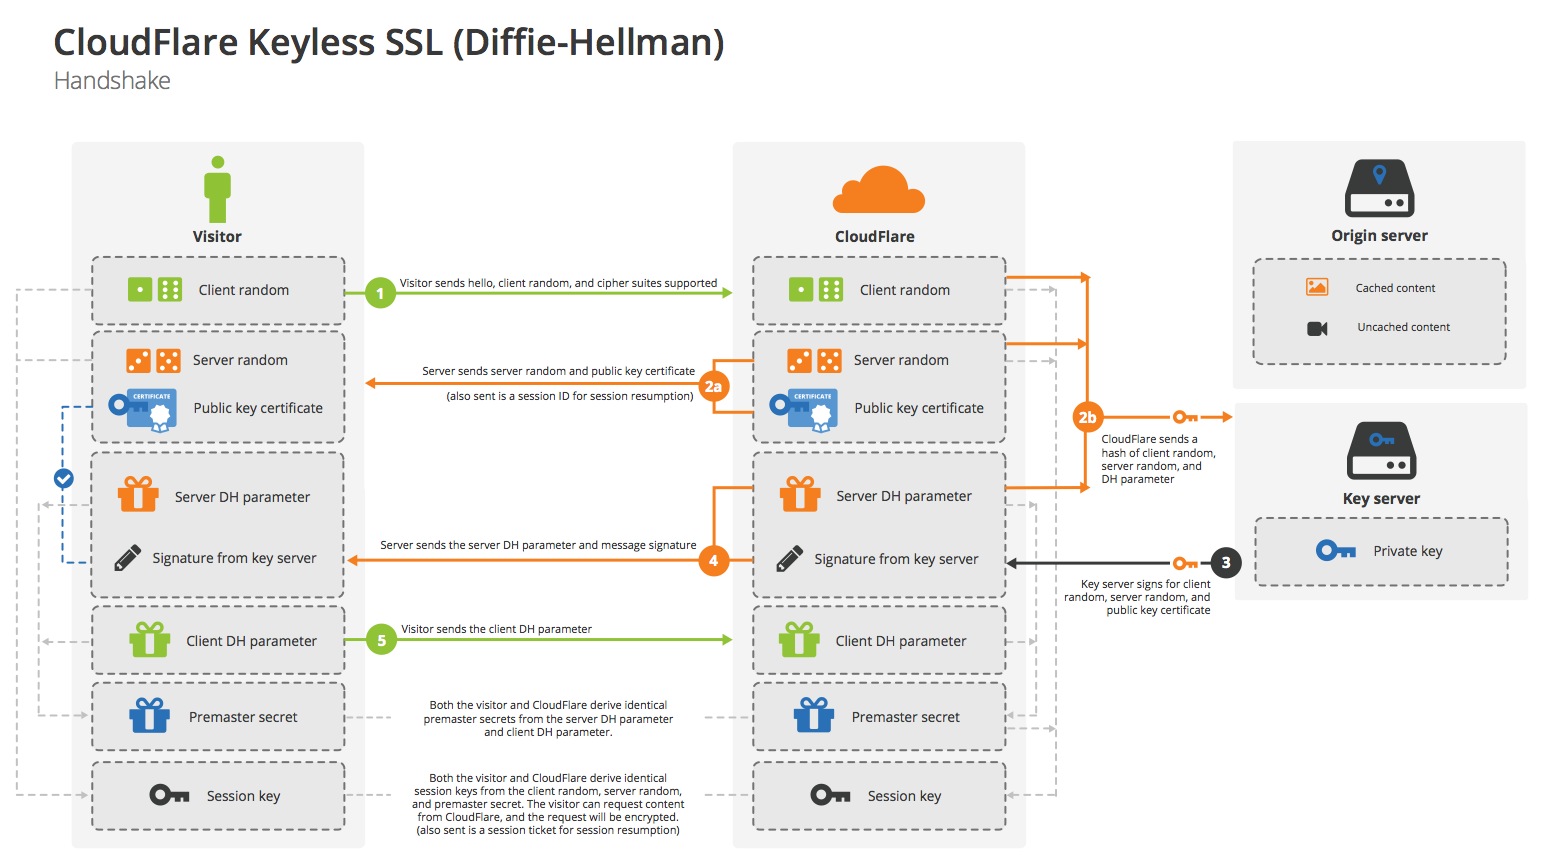 CloudFlare Keyless SSL (Diffie-Hellman)
Handshake
Visitor
CloudFlare
Origin server
Client random
1
Visitor sends hello, client random, and cipher suites supported
Client random
Cached content
Uncached content
Server random
CERTIFICATE
Public key certificate
Server sends server random and public key certificate
(also sent is a session ID for session resumption)
2a
Server random
CERTIFICATE
Public key certificate
2b
CloudFlare sends a
hash of client random,
server random, and
DH parameter
Key server
Private key
Server DH parameter
Signature from key server
Server sends the server DH parameter and message signature
4
Server DH parameter
Signature from key server
3
Key server signs for client
random, server random, and
public key certificate
Client DH parameter
5
Visitor sends the client DH parameter
Client DH parameter
Premaster secret
Both the visitor and CloudFlare derive identical
premaster secrets from the server DH parameter
and client DH parameter.
Premaster secret
Session key
Both the visitor and CloudFlare derive identical
session keys from the client random, server random,
and premaster secret. The visitor can request content
from CloudFlare, and the request will be encrypted.
(also sent is a session ticket for session resumption)
Session key